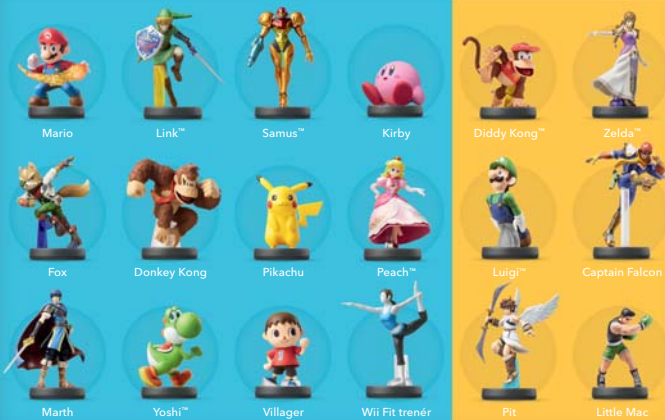 Mario
Link™
Samus™
Kirby
Diddy Kong™
Zelda™
Fox
Donkey Kong
Pikachu
Peach™
Luigi™
Captain Falcon
Marth
Yoshi™
Villager
Wii Fit trenér
Pit
Little Mac